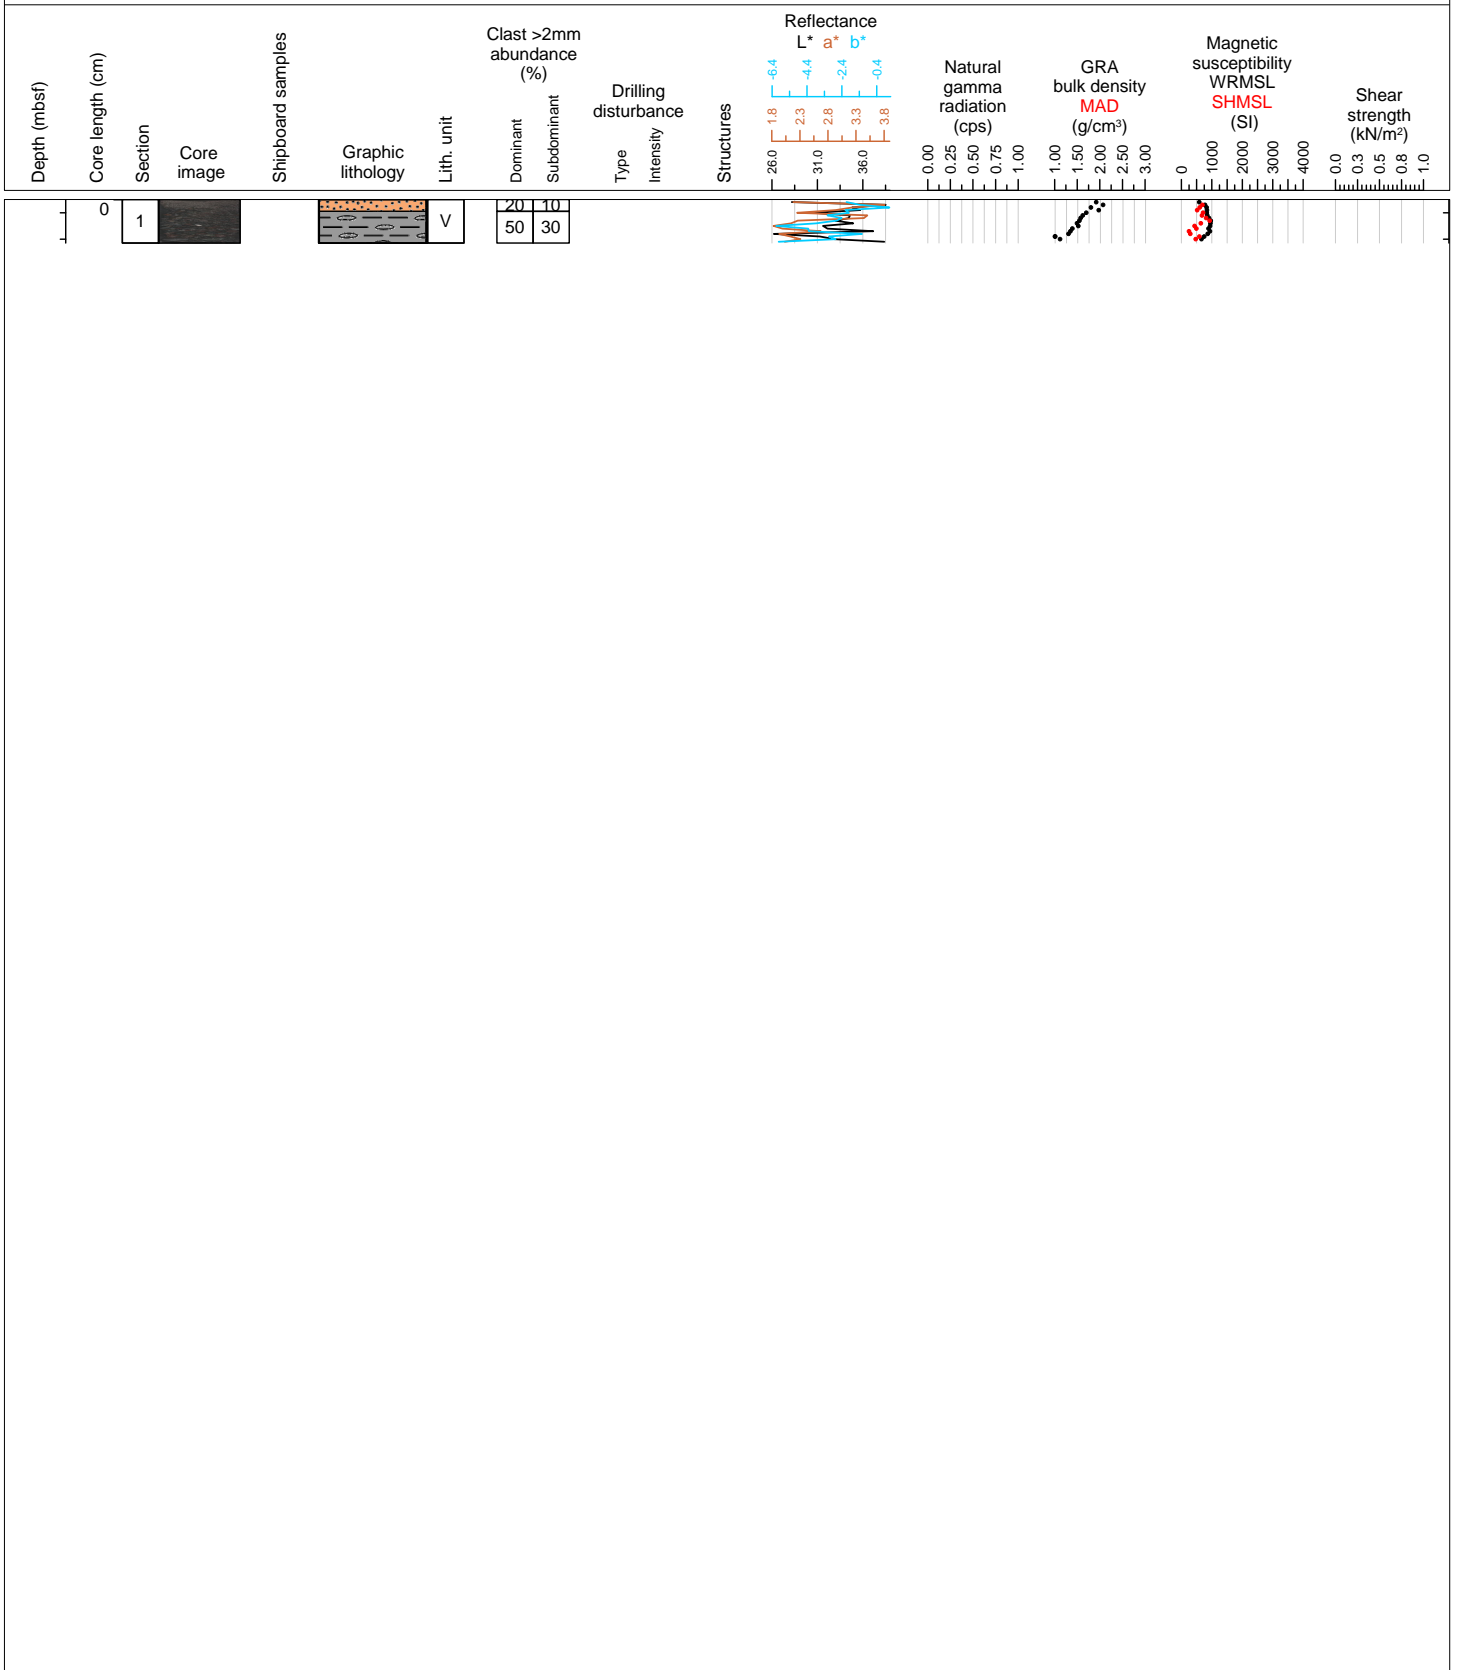 Depth (mbsf)
Core length (cm)
Section
Core
image
Shipboard samples
Graphic
lithology
Lith. unit
Clast >2mm
abundance
(%)
Dominant
Subdominant
Drilling
disturbance
Type
Intensity
Structures
Reflectance
L* a* b*
-6.4 -4.4 -2.4 -0.4
1.8 2.3 2.8 3.3 3.8
26.0 31.0 36.0
Natural
gamma
radiation
(cps)
0.00 0.25 0.50 0.75 1.00
GRA
bulk density
MAD
(g/cm³)
1.00 1.50 2.00 2.50 3.00
Magnetic
susceptibility
WRMSL
SHMSL
(SI)
0 1000 2000 3000 4000
Shear
strength
(kN/m²)
0.0 0.3 0.5 0.8 1.0
0
1
V
20 10
50 30